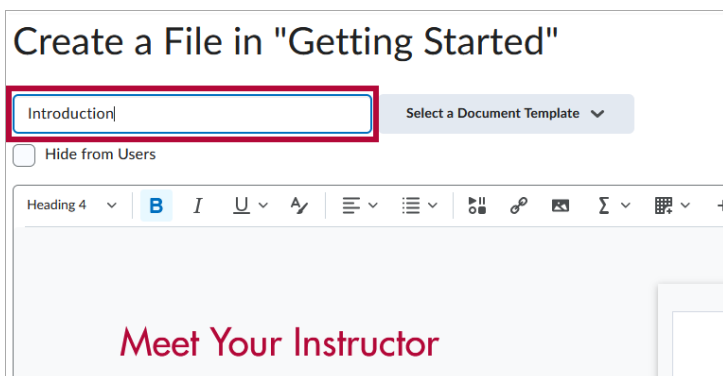 Create a File in "Getting Started"
Introduction
Select a Document Template
Hide from Users
Heading 4 B I U A Σ
Meet Your Instructor